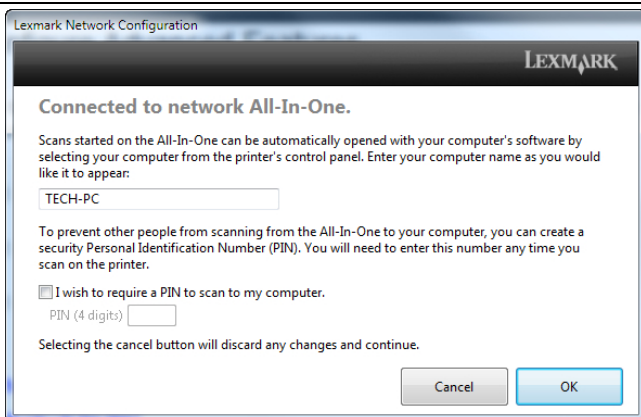 Lexmark Network Configuration
LEXMARK
Connected to network All-In-One.
Scans started on the All-In-One can be automatically opened with your computer's software by
selecting your computer from the printer's control panel. Enter your computer name as you would
like it to appear:
TECH-PC
To prevent other people from scanning from the All-In-One to your computer, you can create a
security Personal Identification Number (PIN). You will need to enter this number any time you
scan on the printer.
I wish to require a PIN to scan to my computer.
PIN (4 digits)
Selecting the cancel button will discard any changes and continue.
Cancel OK